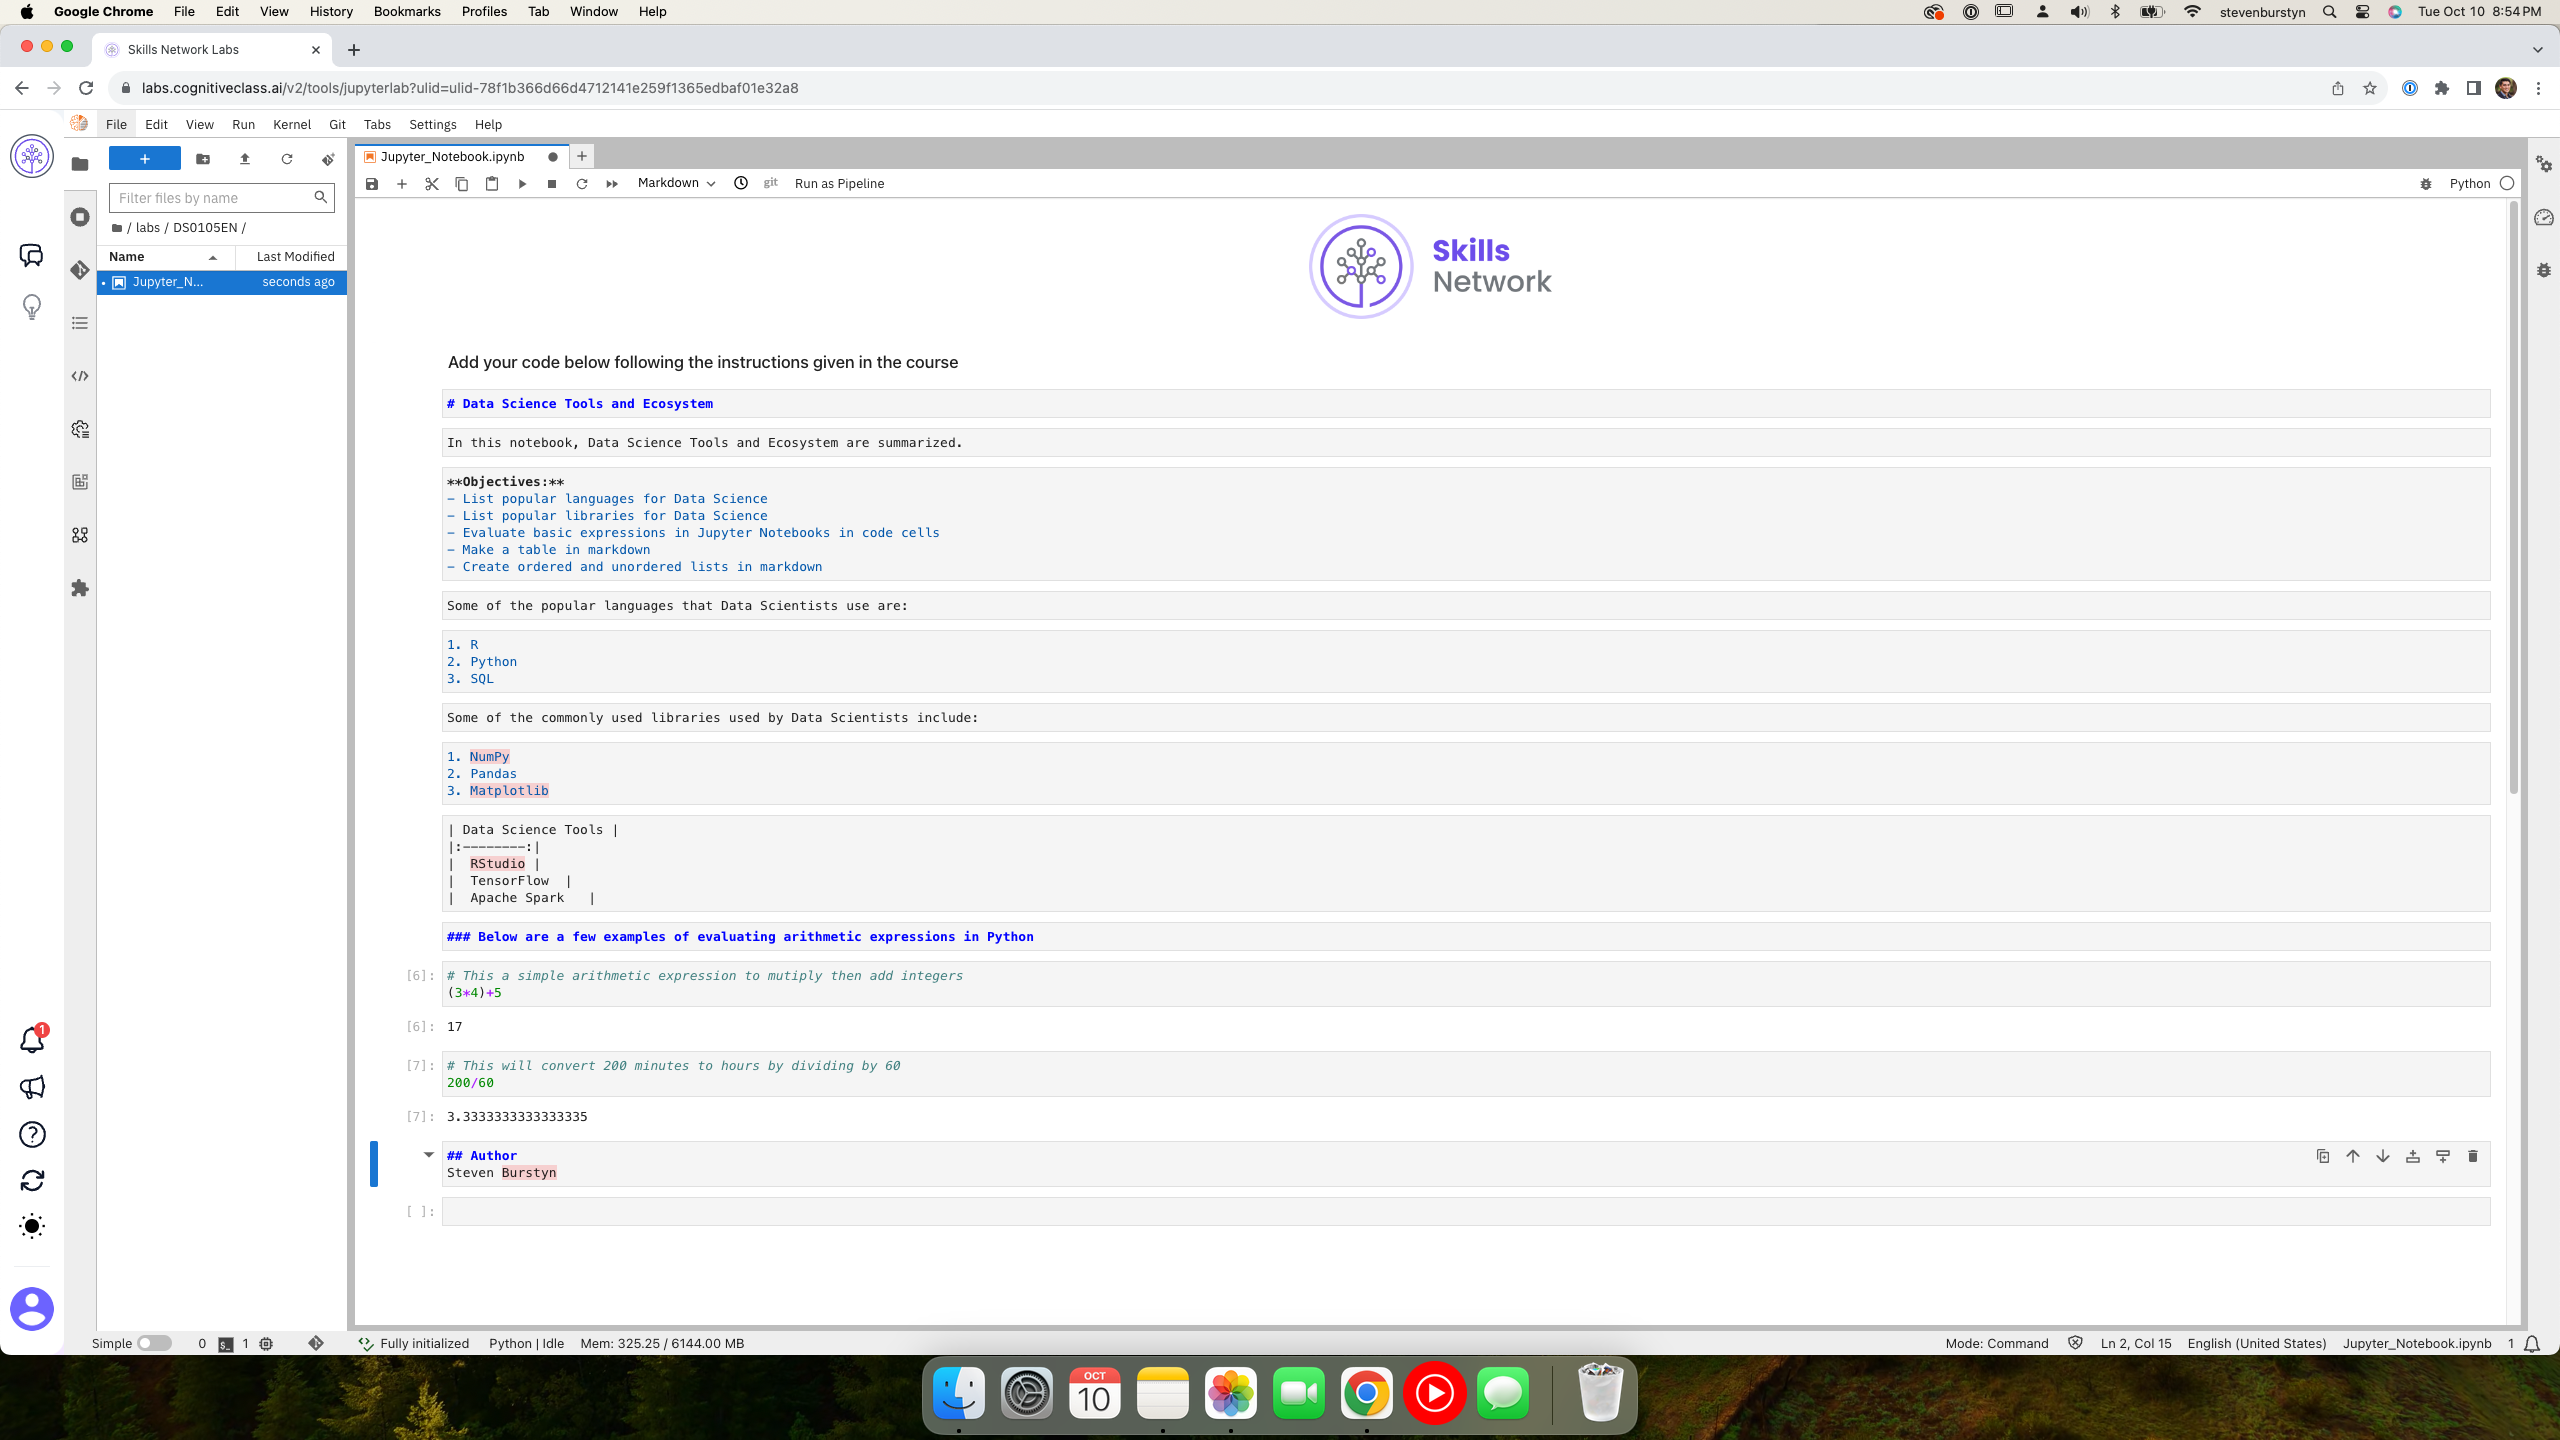 Google Chrome File Edit View History Bookmarks Profiles Tab Window Help stevenburstyn Tue Oct 10 8:54 PM
Skills Network Labs
labs.cognitiveclass.ai/v2/tools/jupyterlab?ulid=ulid-78f1b366d66d4712141e259f1365edbaf01e32a8
File Edit View Run Kernel Git Tabs Settings Help
Jupyter_Notebook.ipynb
Markdown git Run as Pipeline Python
Filter files by name
/ labs / DS0105EN /
Name Last Modified
Jupyter_N... seconds ago
Skills
Network
Add your code below following the instructions given in the course
# Data Science Tools and Ecosystem
In this notebook, Data Science Tools and Ecosystem are summarized.
**Objectives:**
- List popular languages for Data Science
- List popular libraries for Data Science
- Evaluate basic expressions in Jupyter Notebooks in code cells
- Make a table in markdown
- Create ordered and unordered lists in markdown
Some of the popular languages that Data Scientists use are:
1. R
2. Python
3. SQL
Some of the commonly used libraries used by Data Scientists include:
1. NumPy
2. Pandas
3. Matplotlib
| Data Science Tools |
|:--------:|
|  RStudio |
|  TensorFlow  |
|  Apache Spark   |
### Below are a few examples of evaluating arithmetic expressions in Python
[6]: # This a simple arithmetic expression to mutiply then add integers
(3*4)+5
[6]: 17
[7]: # This will convert 200 minutes to hours by dividing by 60
200/60
[7]: 3.3333333333333335
## Author
Steven Burstyn
[ ]:
1
Simple 0 1 Fully initialized Python | Idle Mem: 325.25 / 6144.00 MB Mode: Command Ln 2, Col 15 English (United States) Jupyter_Notebook.ipynb 1
OCT
10